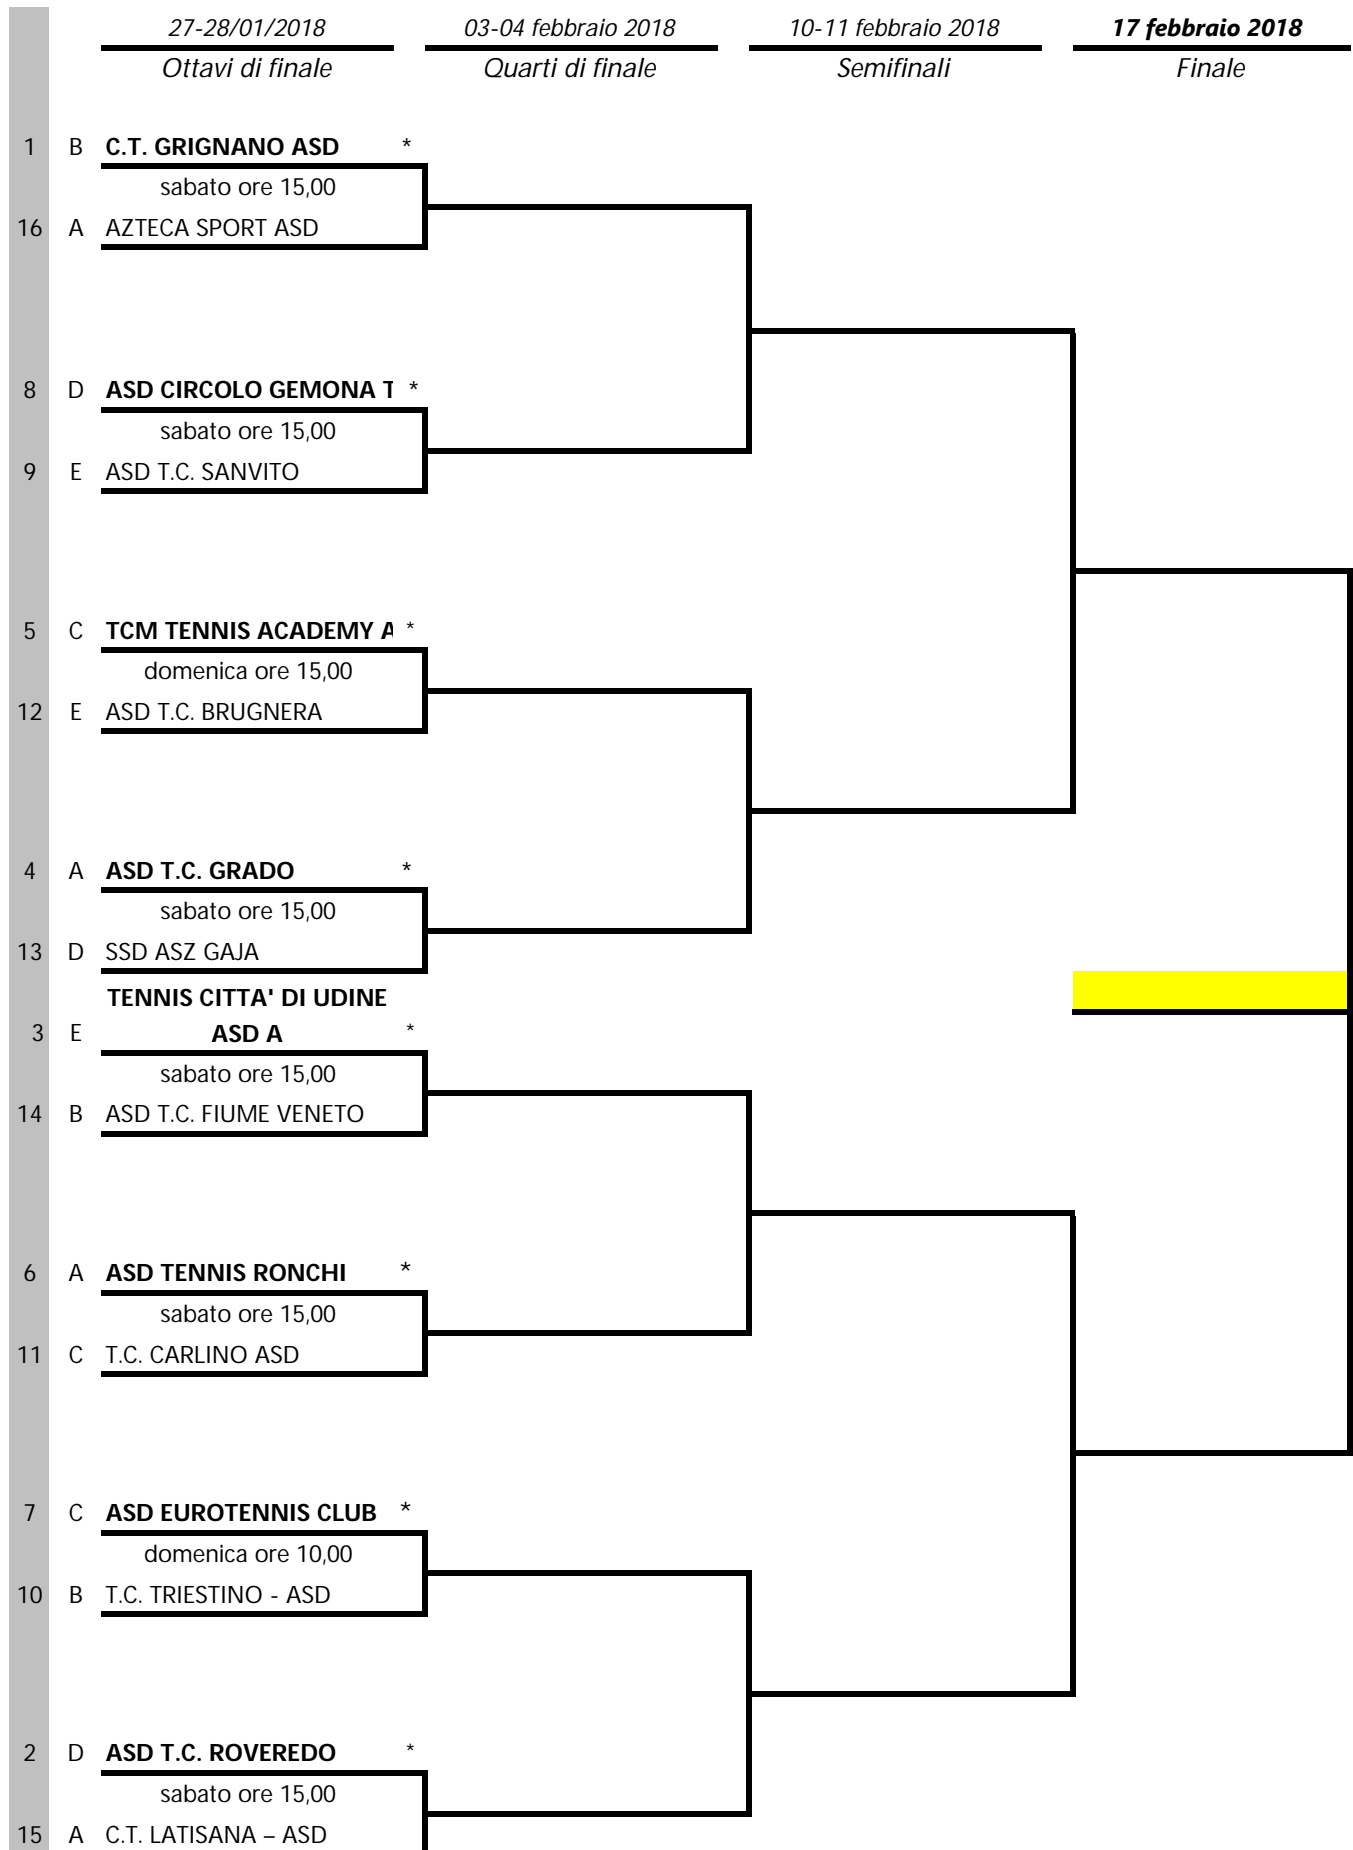 27-28/01/2018 03-04 febbraio 2018 10-11 febbraio 2018 17 febbraio 2018
Ottavi di finale Quarti di finale Semifinali Finale
1 B C.T. GRIGNANO ASD *
sabato ore 15,00
16 A AZTECA SPORT ASD
8 D ASD CIRCOLO GEMONA T *
sabato ore 15,00
9 E ASD T.C. SANVITO
5 C TCM TENNIS ACADEMY A *
domenica ore 15,00
12 E ASD T.C. BRUGNERA
4 A ASD T.C. GRADO *
sabato ore 15,00
13 D SSD ASZ GAJA
TENNIS CITTA' DI UDINE
3 E ASD A *
sabato ore 15,00
14 B ASD T.C. FIUME VENETO
6 A ASD TENNIS RONCHI *
sabato ore 15,00
11 C T.C. CARLINO ASD
7 C ASD EUROTENNIS CLUB *
domenica ore 10,00
10 B T.C. TRIESTINO - ASD
2 D ASD T.C. ROVEREDO *
sabato ore 15,00
15 A C.T. LATISANA – ASD